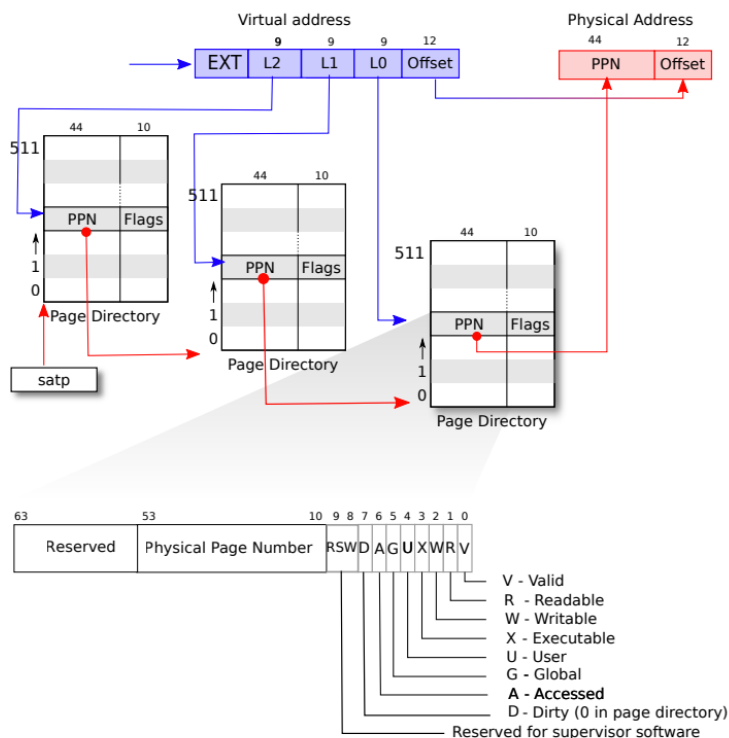 Virtual address
Physical Address
9 9 9 12
44 12
EXT L2 L1 L0 Offset
PPN Offset
44 10
511
PPN Flags
1
0
Page Directory
satp
44 10
511
PPN Flags
1
0
Page Directory
44 10
511
PPN Flags
1
0
Page Directory
63 53 10 9 8 7 6 5 4 3 2 1 0
Reserved Physical Page Number RSW D A G U X W R V
V - Valid
R - Readable
W - Writable
X - Executable
U - User
G - Global
A - Accessed
D - Dirty (0 in page directory)
Reserved for supervisor software